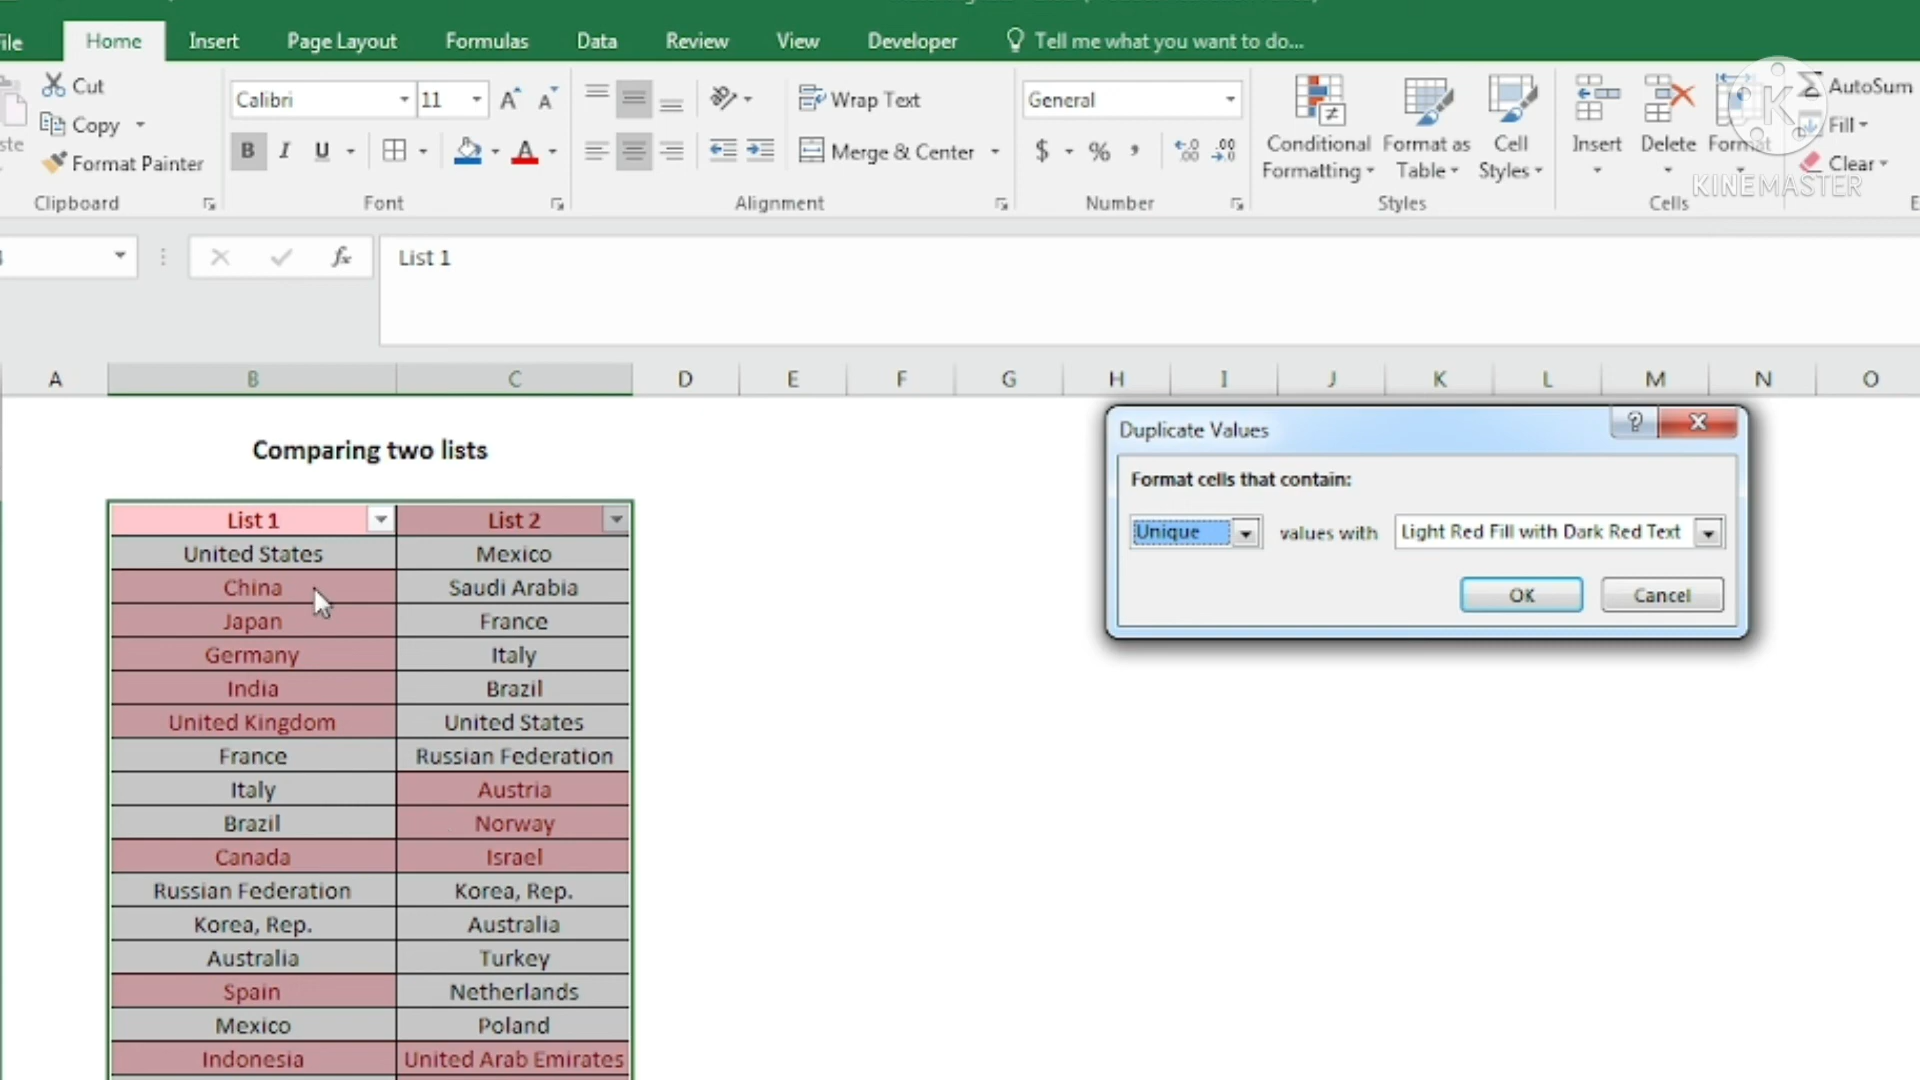 File Home Insert Page Layout Formulas Data Review View Developer Tell me what you want to do...
Cut Calibri 11 Wrap Text General AutoSum
Copy Fill
Format Painter B I U Merge & Center $ % , Conditional Formatting Format as Table Cell Styles Insert Delete Format Clear
KINEMASTER
Clipboard Font Alignment Number Styles Cells
fx List 1
A B C D E F G H I J K L M N O
Comparing two lists
List 1 List 2
United States Mexico
China Saudi Arabia
Japan France
Germany Italy
India Brazil
United Kingdom United States
France Russian Federation
Italy Austria
Brazil Norway
Canada Israel
Russian Federation Korea, Rep.
Korea, Rep. Australia
Australia Turkey
Spain Netherlands
Mexico Poland
Indonesia United Arab Emirates
Duplicate Values
Format cells that contain:
Unique values with Light Red Fill with Dark Red Text
OK Cancel